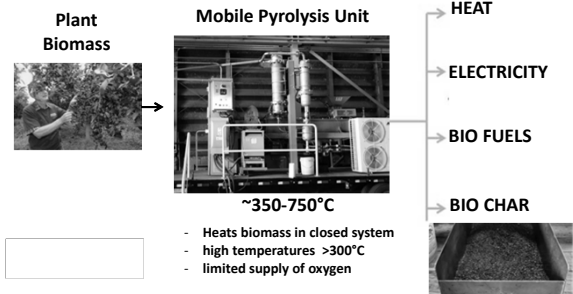 Plant
Biomass
Mobile Pyrolysis Unit
~350-750°C
- Heats biomass in closed system
- high temperatures >300°C
- limited supply of oxygen
HEAT
ELECTRICITY
BIO FUELS
BIO CHAR